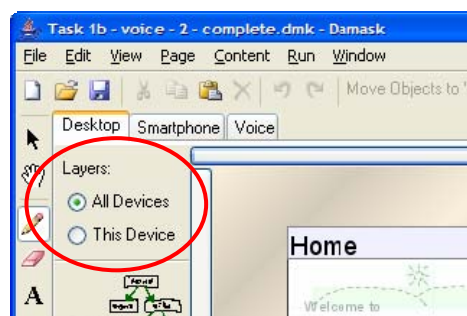 Task 1b - voice - 2 - complete.dmk - Damask
File Edit View Page Content Run Window
Move Objects to
Desktop Smartphone Voice
Layers:
All Devices
This Device
Home
Welcome to
A